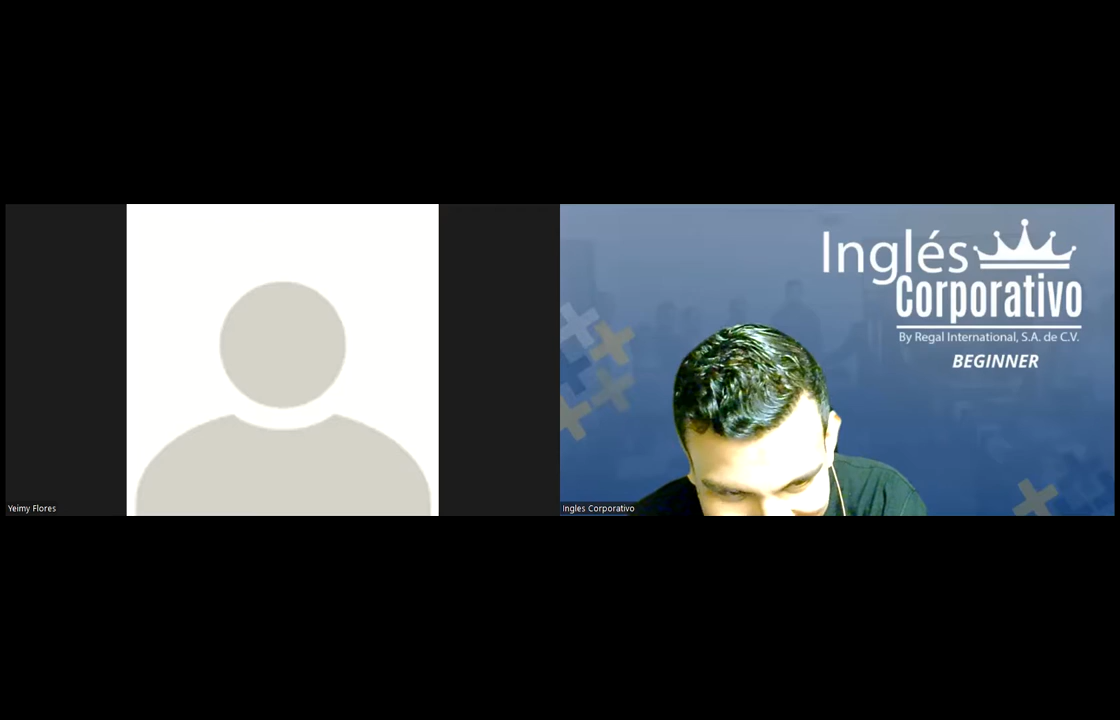 Inglés
Corporativo
By Regal International, S.A. de C.V.
BEGINNER
Yeimy Flores
Ingles Corporativo